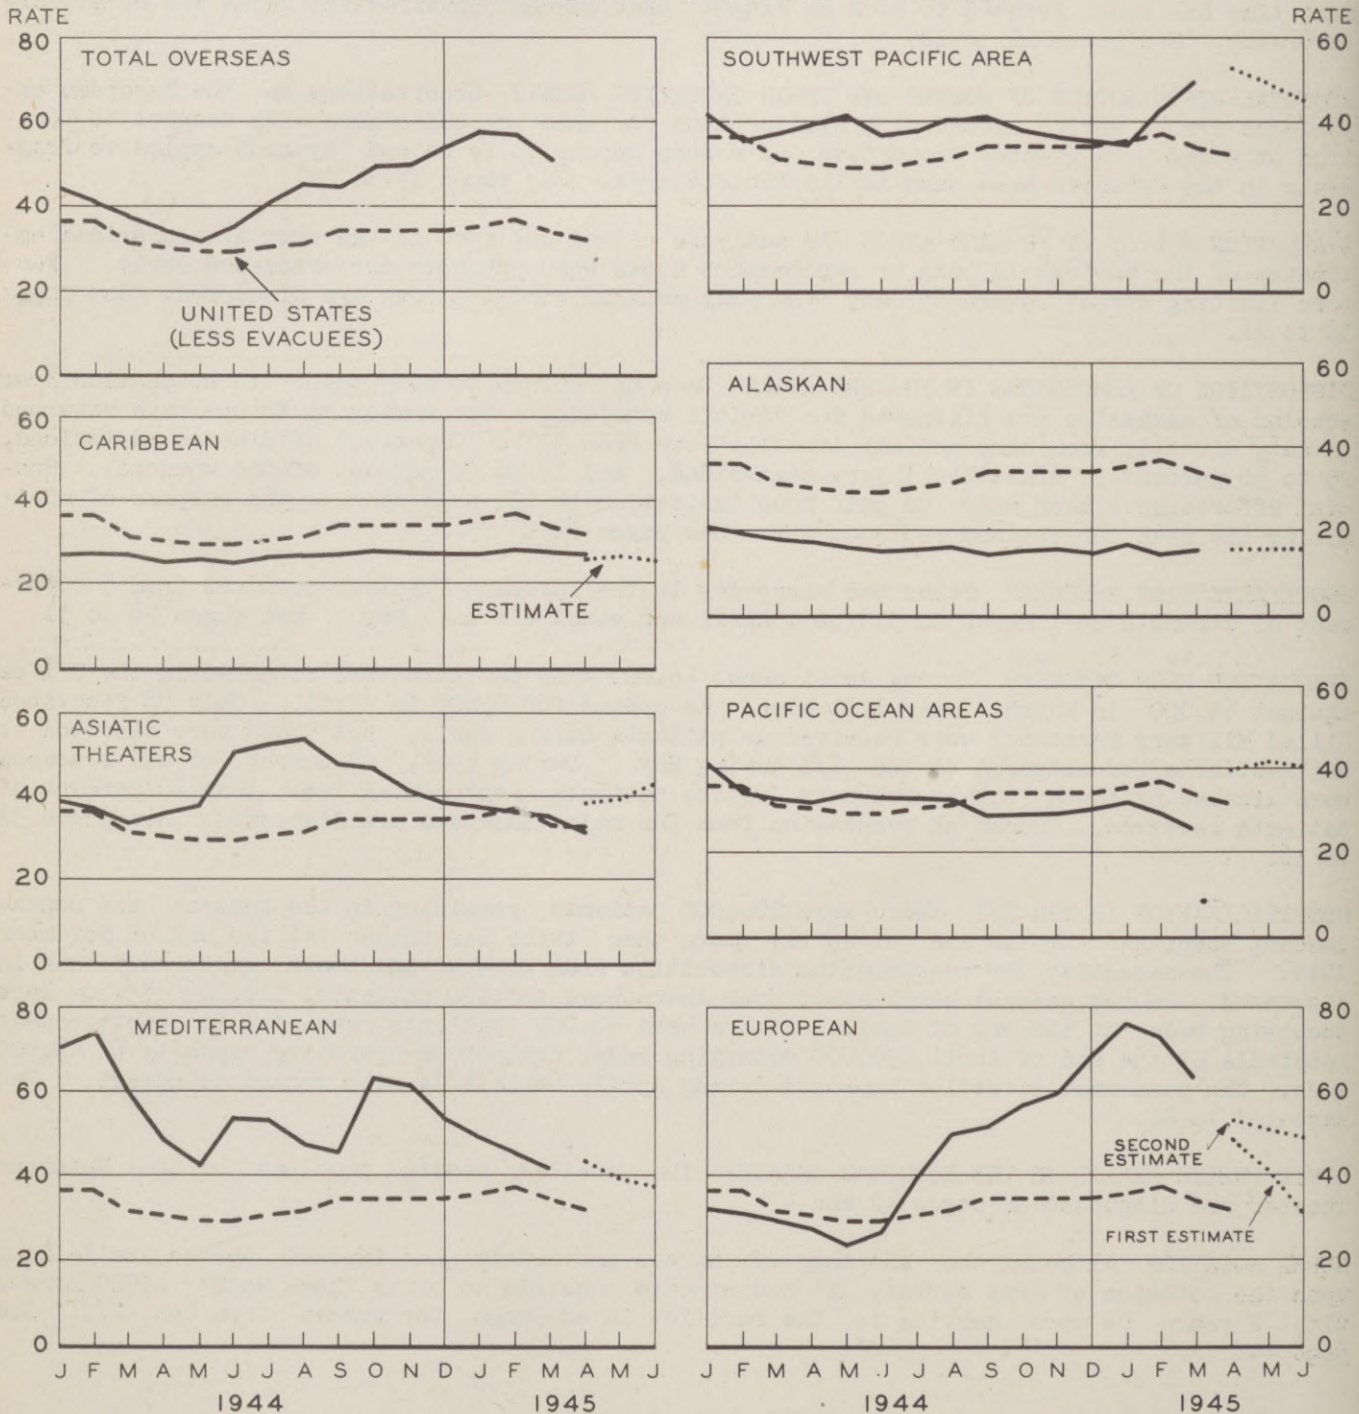 RATE
80
60
40
20
0
TOTAL OVERSEAS
UNITED STATES
(LESS EVACUEES)
RATE
60
40
20
0
SOUTHWEST PACIFIC AREA
60
40
20
0
CARIBBEAN
ESTIMATE
60
40
20
0
ALASKAN
60
40
20
0
ASIATIC
THEATERS
60
40
20
0
PACIFIC OCEAN AREAS
80
60
40
20
0
MEDITERRANEAN
J F M A M J J A S O N D J F M A M J
1944 1945
80
60
40
20
0
EUROPEAN
SECOND
ESTIMATE
FIRST ESTIMATE
J F M A M J J A S O N D J F M A M J
1944 1945